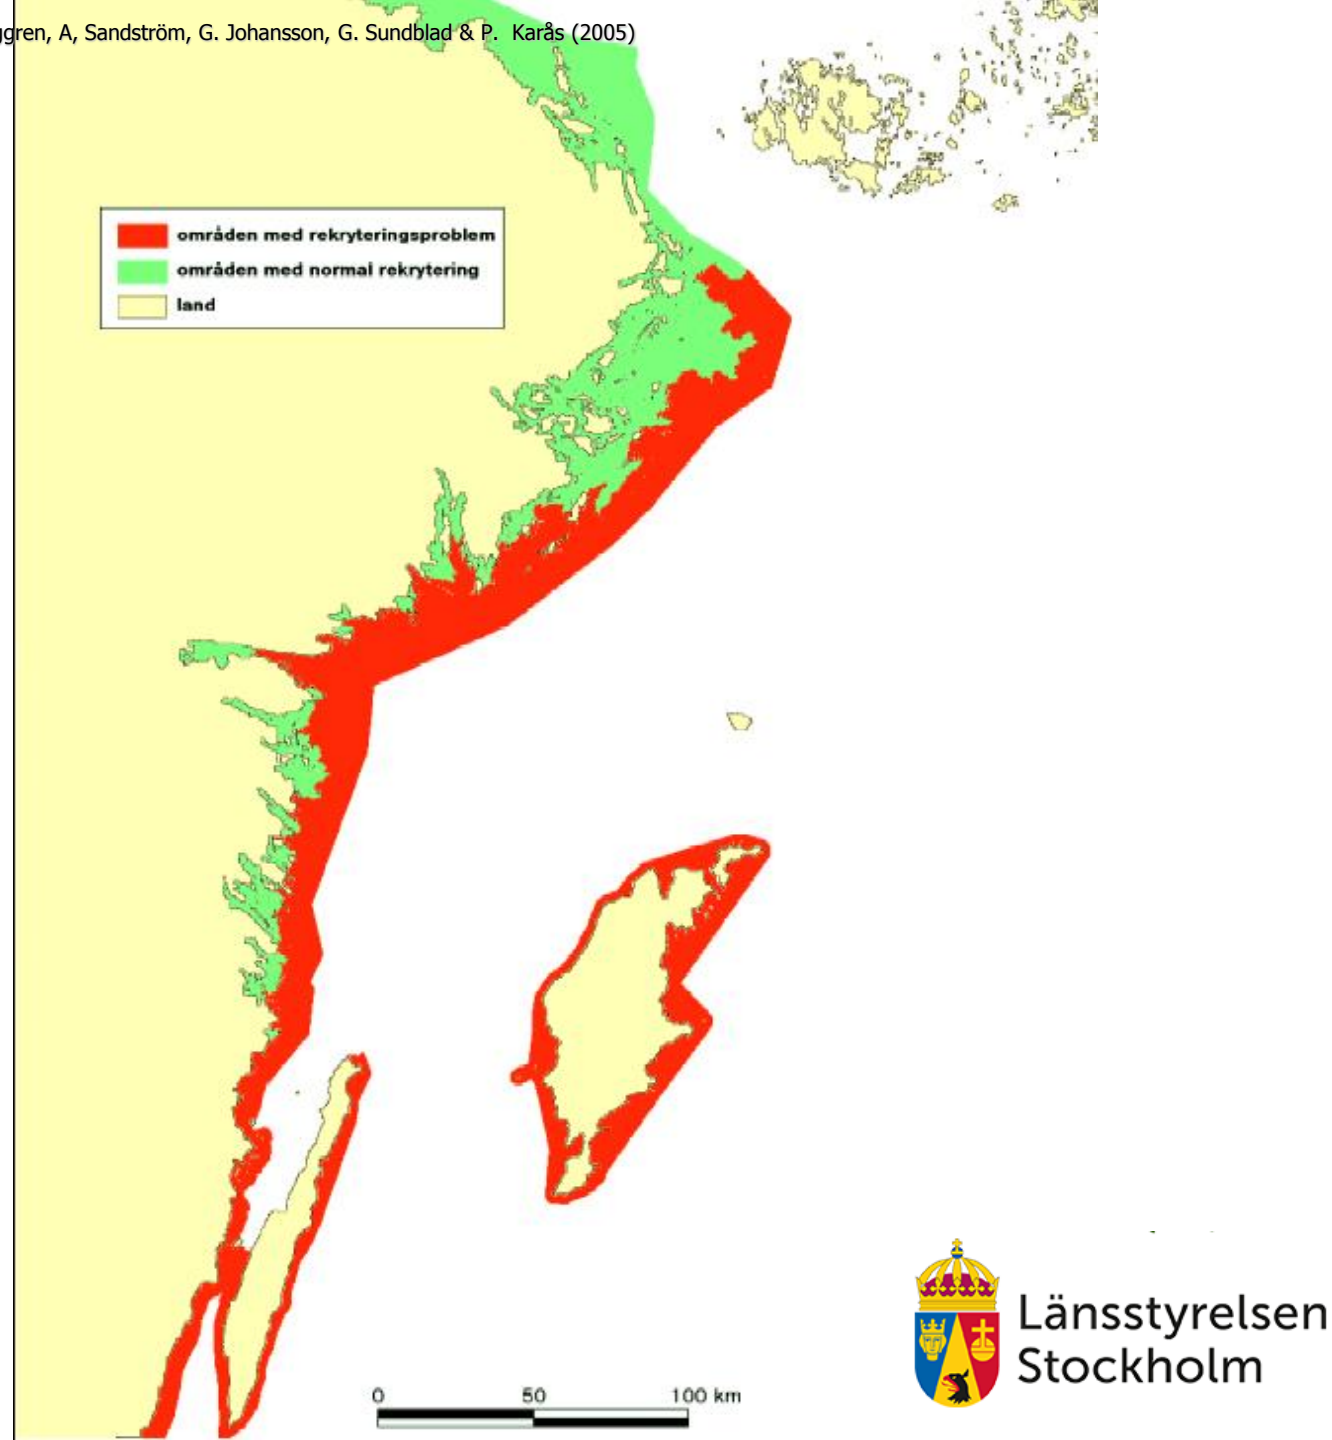 gren, A, Sandström, G. Johansson, G. Sundblad & P. Karås (2005)
områden med rekryteringsproblem
områden med normal rekrytering
land
0 50 100 km
Länsstyrelsen
Stockholm